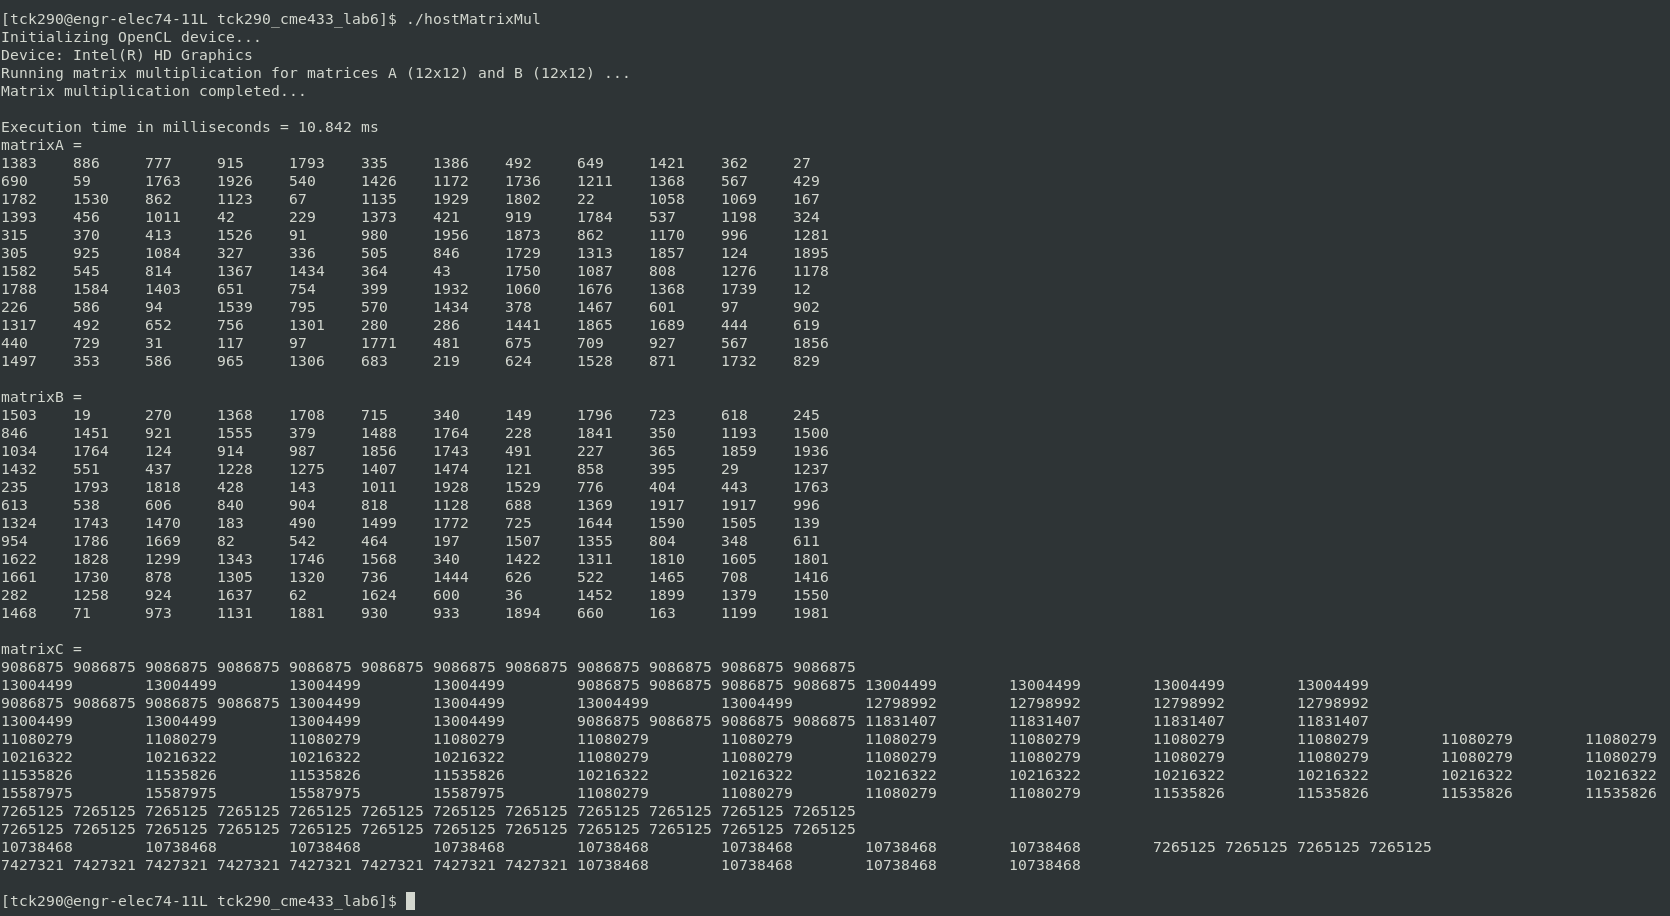 [tck290@engr-elec74-11L tck290_cme433_lab6]$ ./hostMatrixMul
Initializing OpenCL device...
Device: Intel(R) HD Graphics
Running matrix multiplication for matrices A (12x12) and B (12x12) ...
Matrix multiplication completed...

Execution time in milliseconds = 10.842 ms
matrixA =
1383 886 777 915 1793 335 1386 492 649 1421 362 27
690 59 1763 1926 540 1426 1172 1736 1211 1368 567 429
1782 1530 862 1123 67 1135 1929 1802 22 1058 1069 167
1393 456 1011 42 229 1373 421 919 1784 537 1198 324
315 370 413 1526 91 980 1956 1873 862 1170 996 1281
305 925 1084 327 336 505 846 1729 1313 1857 124 1895
1582 545 814 1367 1434 364 43 1750 1087 808 1276 1178
1788 1584 1403 651 754 399 1932 1060 1676 1368 1739 12
226 586 94 1539 795 570 1434 378 1467 601 97 902
1317 492 652 756 1301 280 286 1441 1865 1689 444 619
440 729 31 117 97 1771 481 675 709 927 567 1856
1497 353 586 965 1306 683 219 624 1528 871 1732 829

matrixB =
1503 19 270 1368 1708 715 340 149 1796 723 618 245
846 1451 921 1555 379 1488 1764 228 1841 350 1193 1500
1034 1764 124 914 987 1856 1743 491 227 365 1859 1936
1432 551 437 1228 1275 1407 1474 121 858 395 29 1237
235 1793 1818 428 143 1011 1928 1529 776 404 443 1763
613 538 606 840 904 818 1128 688 1369 1917 1917 996
1324 1743 1470 183 490 1499 1772 725 1644 1590 1505 139
954 1786 1669 82 542 464 197 1507 1355 804 348 611
1622 1828 1299 1343 1746 1568 340 1422 1311 1810 1605 1801
1661 1730 878 1305 1320 736 1444 626 522 1465 708 1416
282 1258 924 1637 62 1624 600 36 1452 1899 1379 1550
1468 71 973 1131 1881 930 933 1894 660 163 1199 1981

matrixC =
9086875 9086875 9086875 9086875 9086875 9086875 9086875 9086875 9086875 9086875 9086875 9086875
13004499 13004499 13004499 13004499 9086875 9086875 9086875 9086875 13004499 13004499 13004499 13004499
9086875 9086875 9086875 9086875 13004499 13004499 13004499 13004499 12798992 12798992 12798992 12798992
13004499 13004499 13004499 13004499 9086875 9086875 9086875 9086875 11831407 11831407 11831407 11831407
11080279 11080279 11080279 11080279 11080279 11080279 11080279 11080279 11080279 11080279 11080279 11080279
10216322 10216322 10216322 10216322 11080279 11080279 11080279 11080279 11080279 11080279 11080279 11080279
11535826 11535826 11535826 11535826 10216322 10216322 10216322 10216322 10216322 10216322 10216322 10216322
15587975 15587975 15587975 15587975 11080279 11080279 11080279 11080279 11535826 11535826 11535826 11535826
7265125 7265125 7265125 7265125 7265125 7265125 7265125 7265125 7265125 7265125 7265125 7265125
7265125 7265125 7265125 7265125 7265125 7265125 7265125 7265125 7265125 7265125 7265125 7265125
10738468 10738468 10738468 10738468 10738468 10738468 10738468 10738468 7265125 7265125 7265125 7265125
7427321 7427321 7427321 7427321 7427321 7427321 7427321 7427321 10738468 10738468 10738468 10738468

[tck290@engr-elec74-11L tck290_cme433_lab6]$